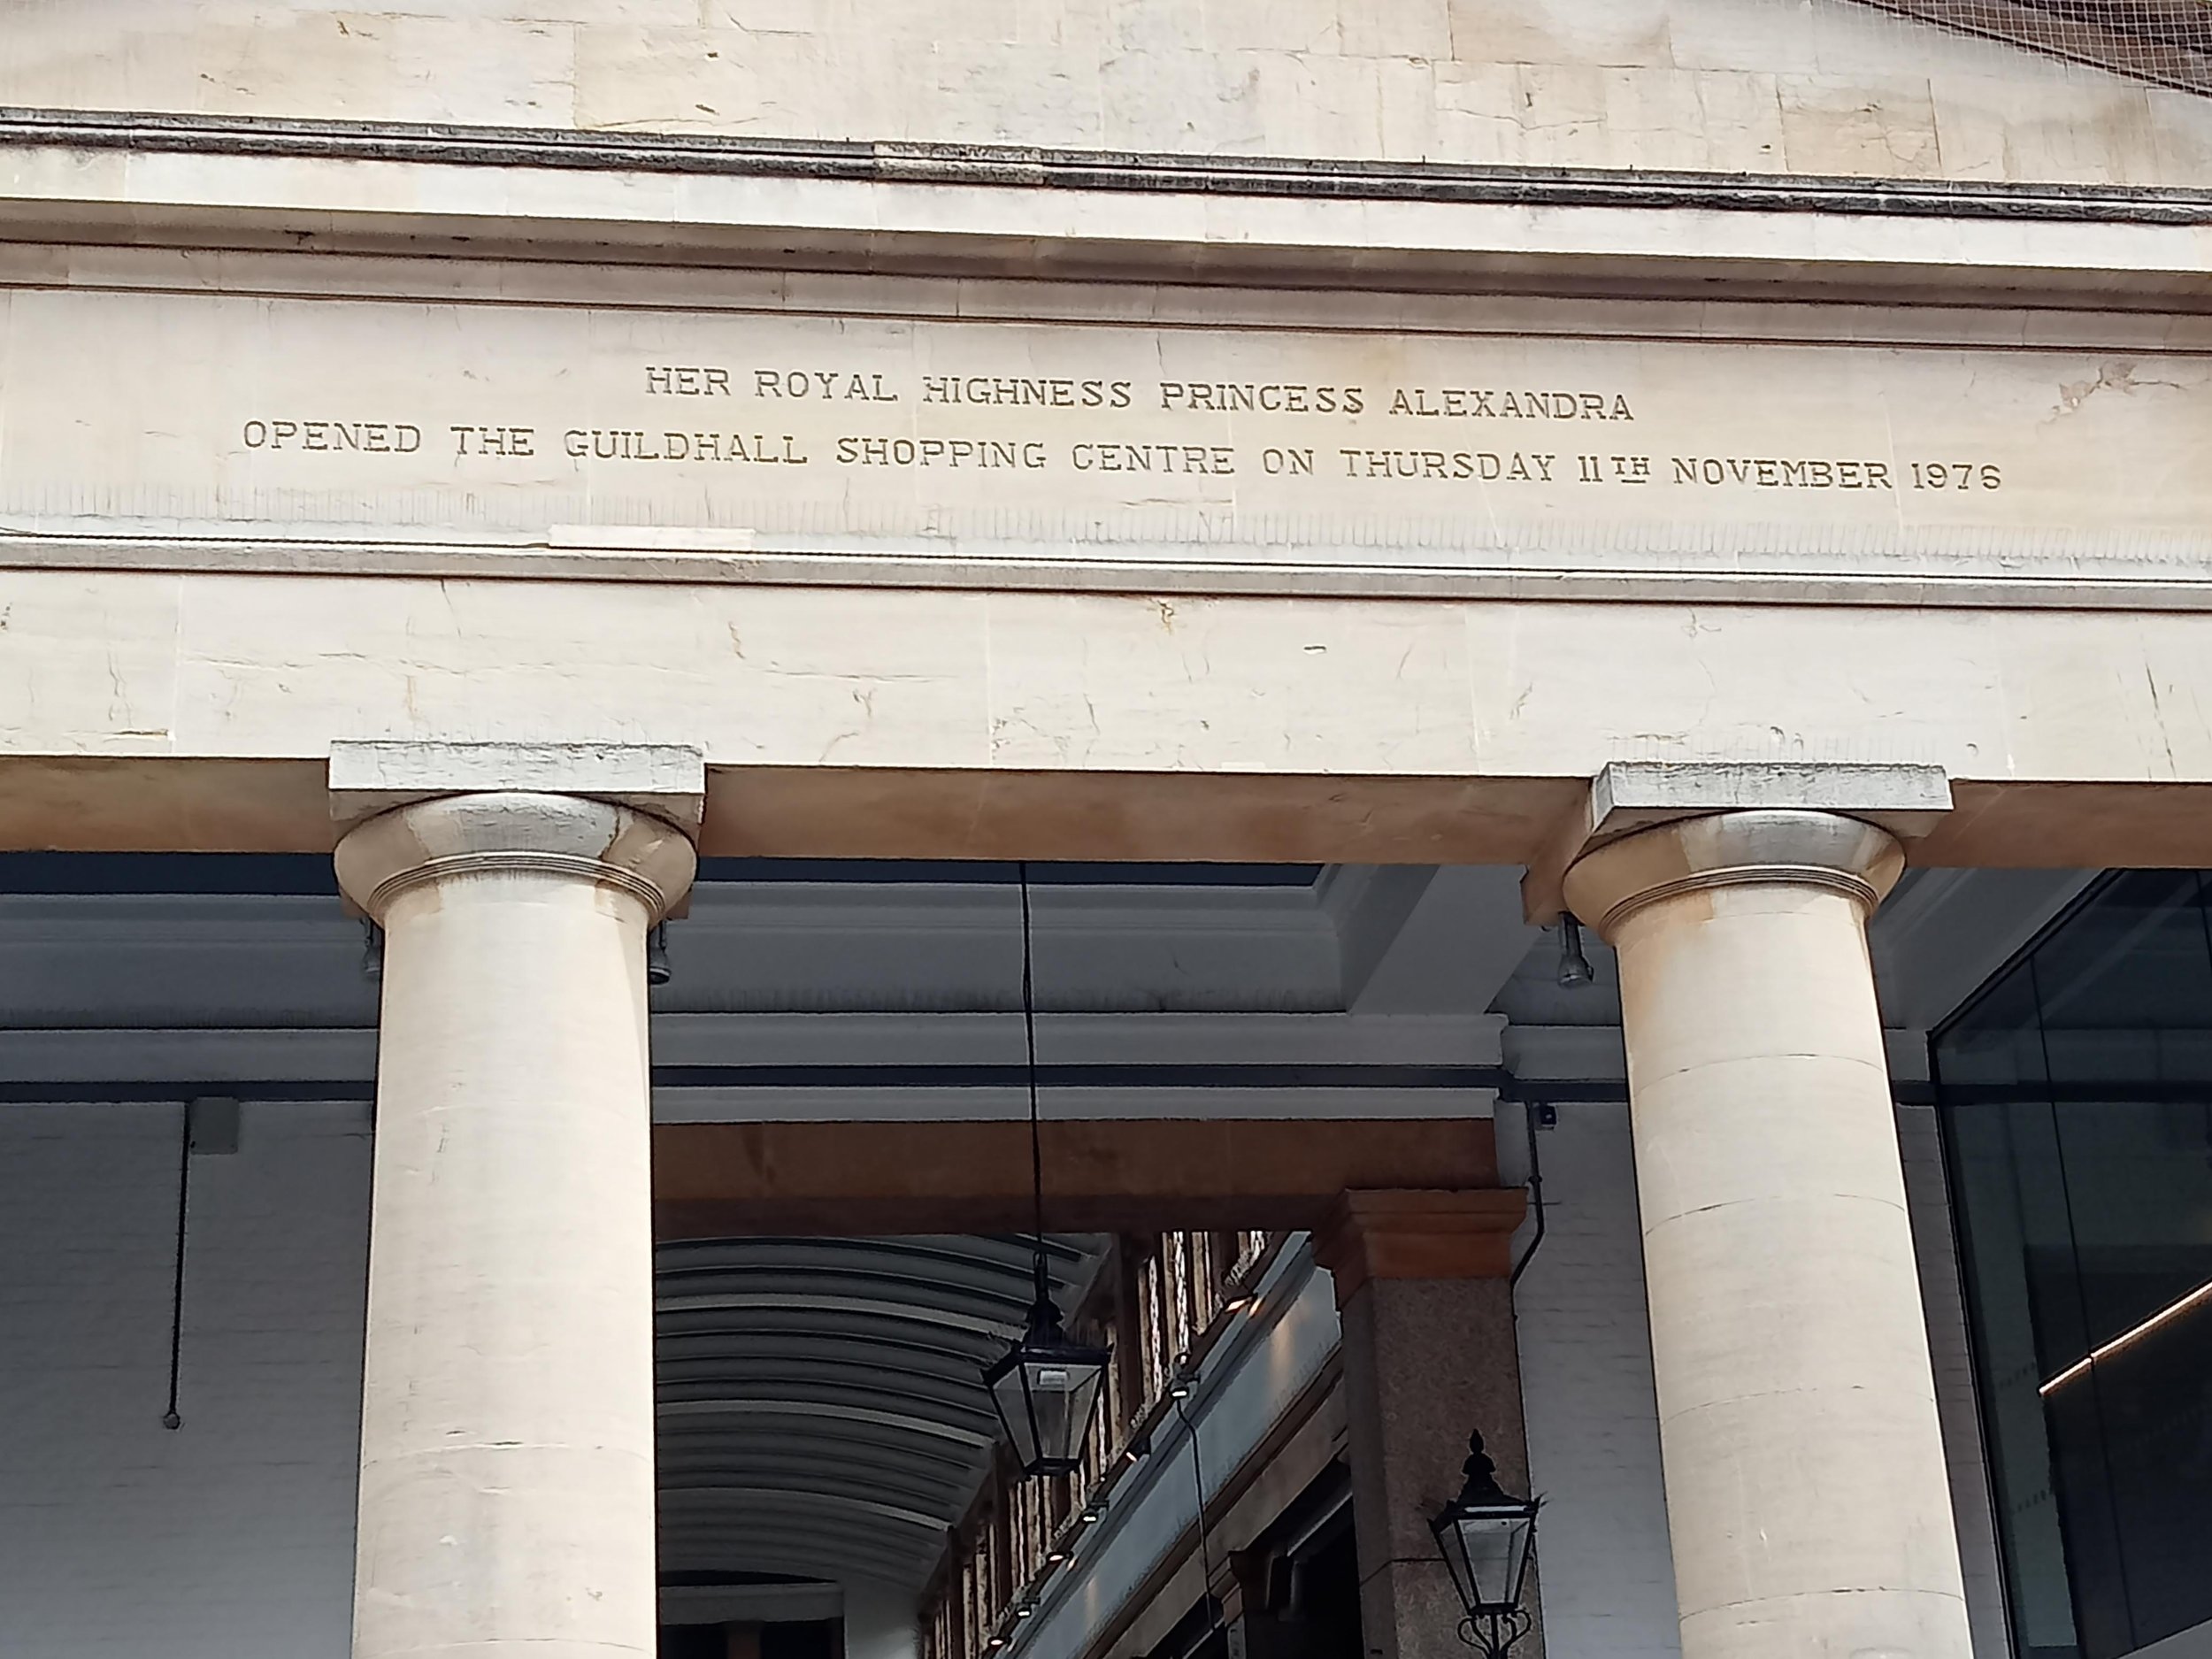 HER ROYAL HIGHNESS PRINCESS ALEXANDRA
OPENED THE GUILDHALL SHOPPING CENTRE ON THURSDAY 11TH NOVEMBER 1976